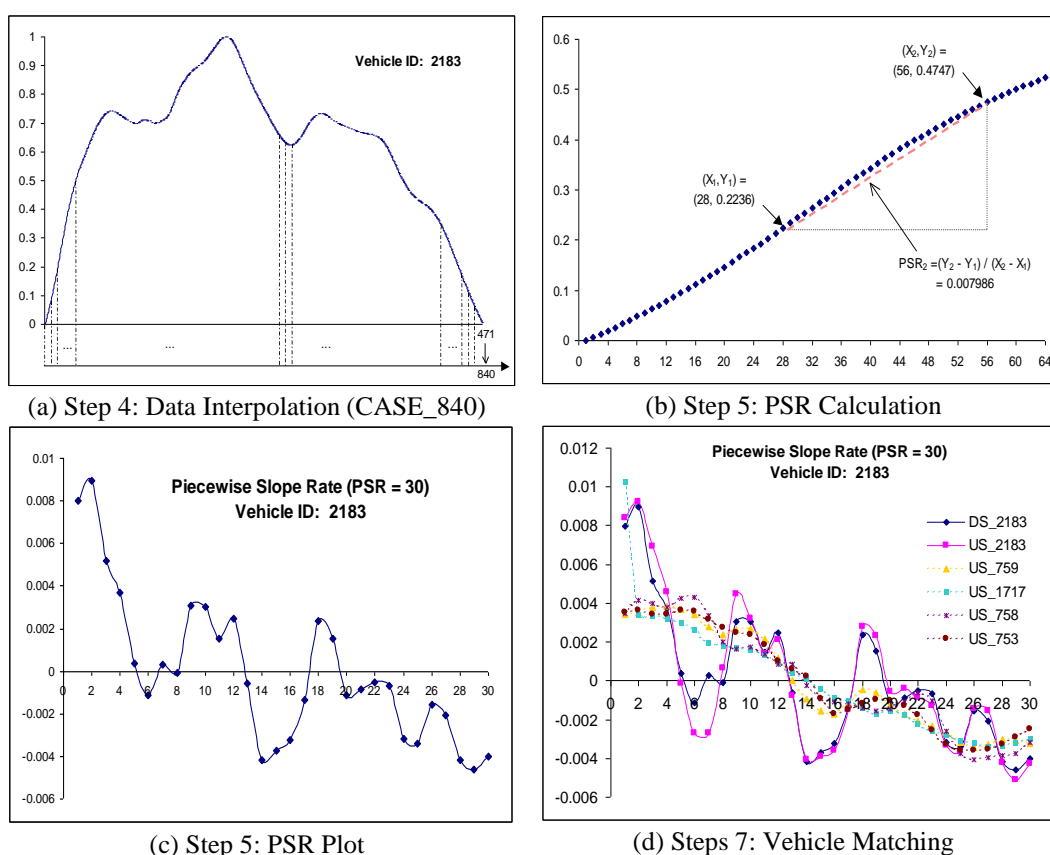 Vehicle ID: 2183
1
0.9
0.8
0.7
0.6
0.5
0.4
0.3
0.2
0.1
0
...
...
...
...
471
840
(a) Step 4: Data Interpolation (CASE_840)
0.6
0.5
0.4
0.3
0.2
0.1
0
(X₂,Y₂) =
(56, 0.4747)
(X₁,Y₁) =
(28, 0.2236)
PSR₂ =(Y₂ - Y₁) / (X₂ - X₁)
= 0.007986
0 4 8 12 16 20 24 28 32 36 40 44 48 52 56 60 64
(b) Step 5: PSR Calculation
Piecewise Slope Rate (PSR = 30)
Vehicle ID: 2183
0.01
0.008
0.006
0.004
0.002
0
-0.002
-0.004
-0.006
0 2 4 6 8 10 12 14 16 18 20 22 24 26 28 30
(c) Step 5: PSR Plot
Piecewise Slope Rate (PSR = 30)
Vehicle ID: 2183
0.012
0.01
0.008
0.006
0.004
0.002
0
-0.002
-0.004
-0.006
0 2 4 6 8 10 12 14 16 18 20 22 24 26 28 30
DS_2183
US_2183
US_759
US_1717
US_758
US_753
(d) Steps 7: Vehicle Matching